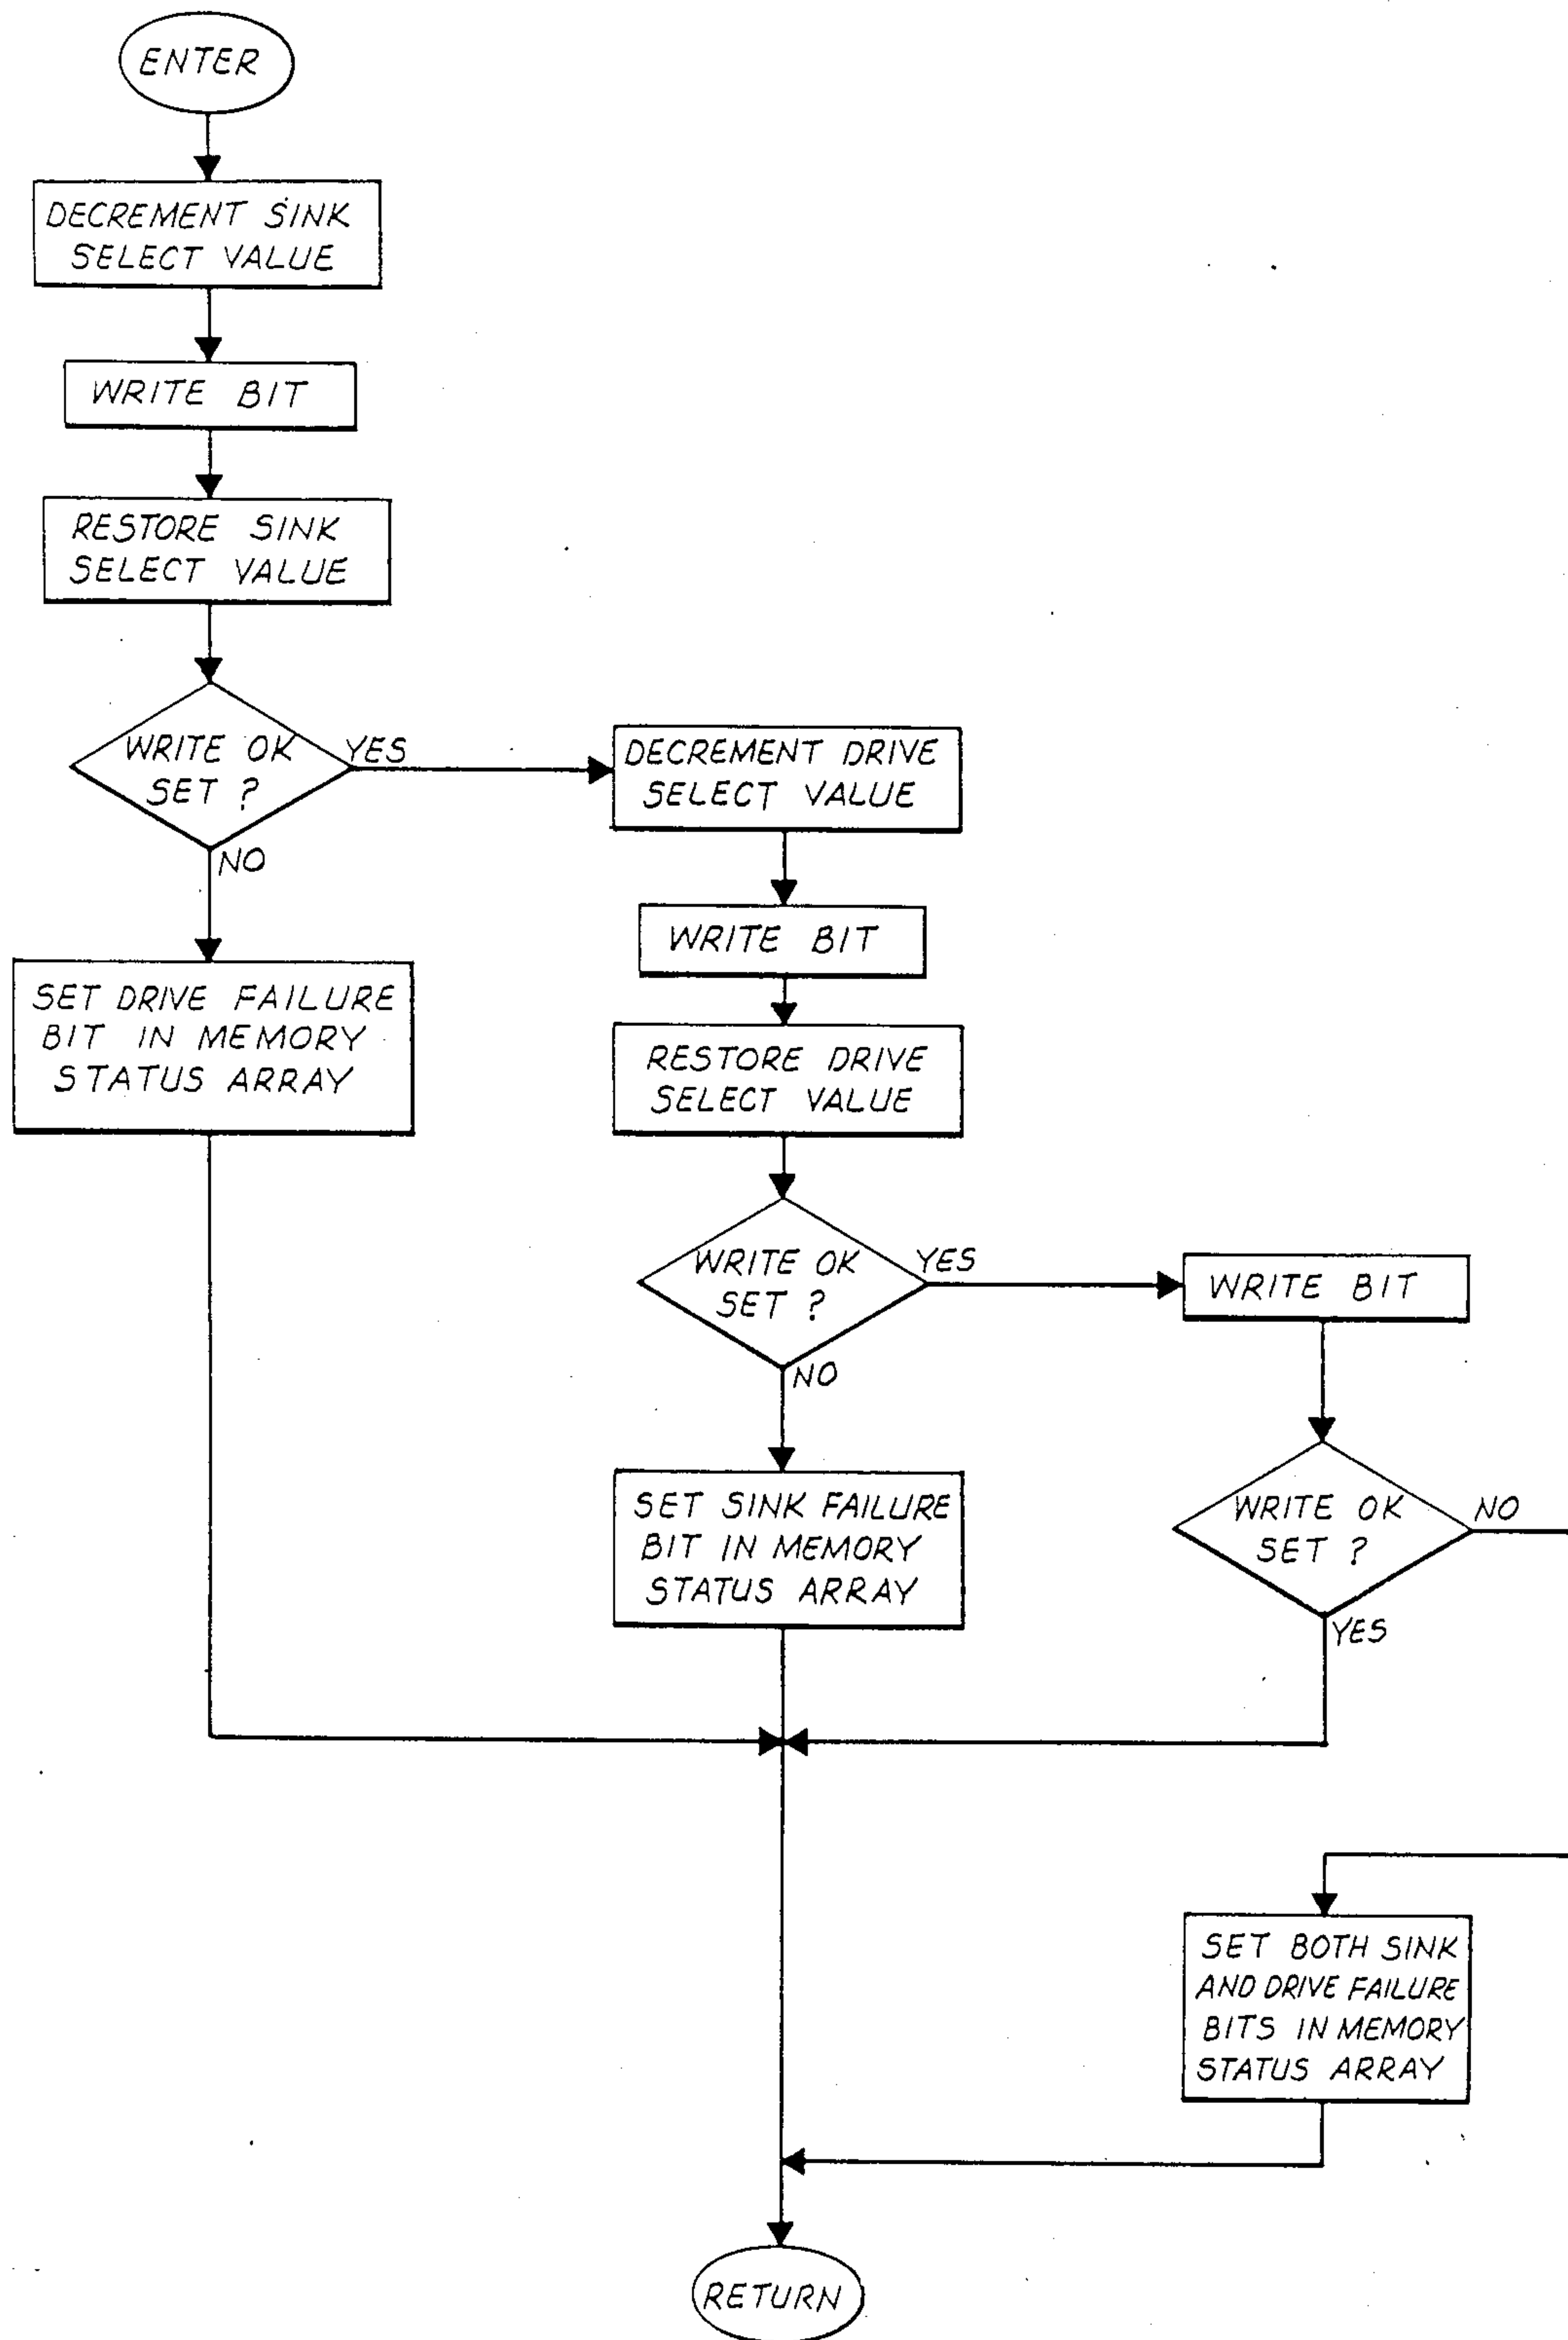 ENTER
DECREMENT SINK
SELECT VALUE
WRITE BIT
RESTORE SINK
SELECT VALUE
WRITE OK
SET ?
YES
NO
SET DRIVE FAILURE
BIT IN MEMORY
STATUS ARRAY
DECREMENT DRIVE
SELECT VALUE
WRITE BIT
RESTORE DRIVE
SELECT VALUE
WRITE OK
SET ?
YES
NO
SET SINK FAILURE
BIT IN MEMORY
STATUS ARRAY
WRITE BIT
WRITE OK
SET ?
NO
YES
SET BOTH SINK
AND DRIVE FAILURE
BITS IN MEMORY
STATUS ARRAY
RETURN